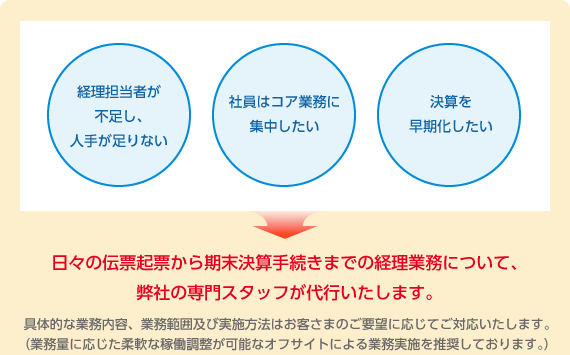 経理担当者が
不足し、
人手が足りない
社員はコア業務に
集中したい
決算を
早期化したい
日々の伝票起票から期末決算手続きまでの経理業務について、
弊社の専門スタッフが代行いたします。
具体的な業務内容、業務範囲及び実施方法はお客さまのご要望に応じてご対応いたします。
（業務量に応じた柔軟な稼働調整が可能なオフサイトによる業務実施を推奨しております。）